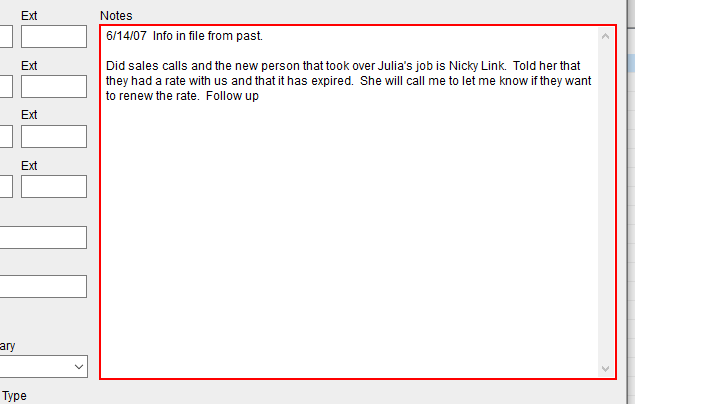 Ext
Notes
6/14/07  Info in file from past.
Did sales calls and the new person that took over Julia's job is Nicky Link.  Told her that
they had a rate with us and that it has expired.  She will call me to let me know if they want
to renew the rate.  Follow up
Ext
Ext
Ext
ary
Type